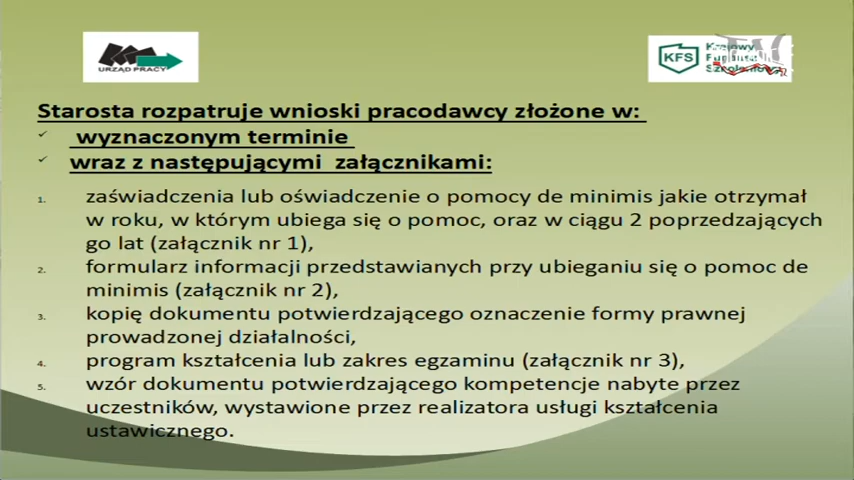 URZĄD PRACY
KFS
Krajowy
Fundusz
Szkoleniowy
Starosta rozpatruje wnioski pracodawcy złożone w:
✓ wyznaczonym terminie
✓ wraz z następującymi załącznikami:
1. zaświadczenia lub oświadczenie o pomocy de minimis jakie otrzymał
w roku, w którym ubiega się o pomoc, oraz w ciągu 2 poprzedzających
go lat (załącznik nr 1),
2. formularz informacji przedstawianych przy ubieganiu się o pomoc de
minimis (załącznik nr 2),
3. kopię dokumentu potwierdzającego oznaczenie formy prawnej
prowadzonej działalności,
4. program kształcenia lub zakres egzaminu (załącznik nr 3),
5. wzór dokumentu potwierdzającego kompetencje nabyte przez
uczestników, wystawione przez realizatora usługi kształcenia
ustawicznego.